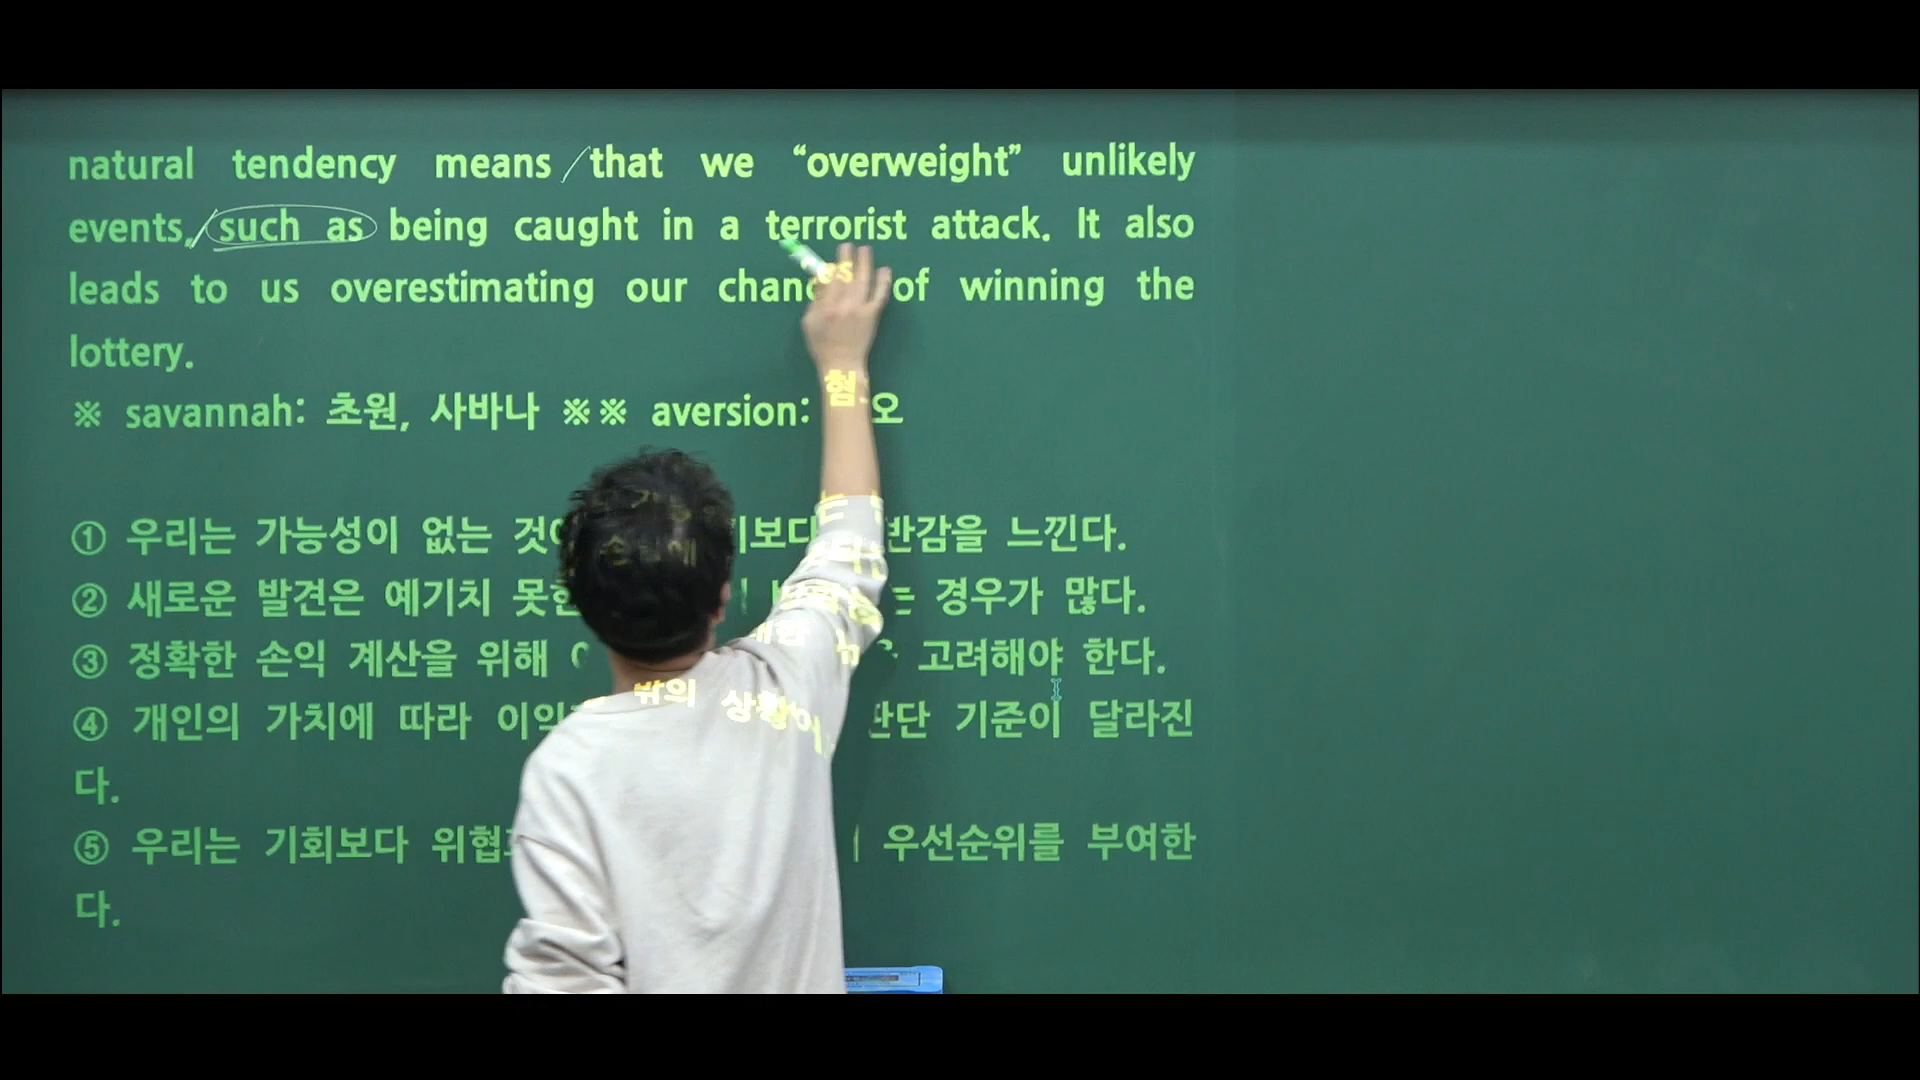 natural tendency means that we “overweight” unlikely
events, such as being caught in a terrorist attack. It also
leads to us overestimating our chances of winning the
lottery.
※ savannah: 초원, 사바나 ※※ aversion: 혐오
① 우리는 가능성이 없는 반감을 느낀다.
② 새로운 발견은 예기치 못한 경우가 많다.
③ 정확한 손익 계산을 위해 고려해야 한다.
④ 개인의 가치에 따라 판단 기준이 달라진
다.
⑤ 우리는 기회보다 우선순위를 부여한
다.